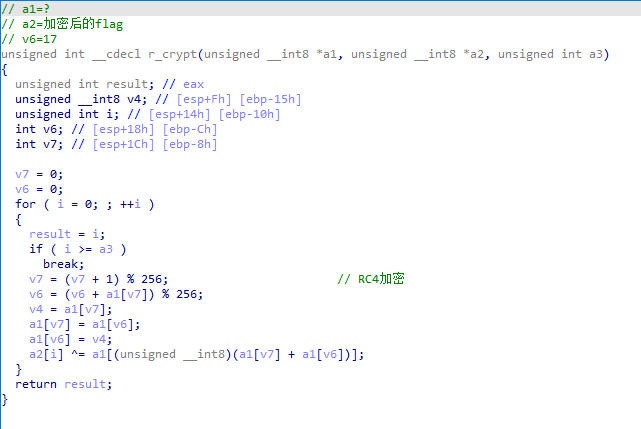 // a1=?
// a2=加密后的flag
// v6=17
unsigned int __cdecl r_crypt(unsigned __int8 *a1, unsigned __int8 *a2, unsigned int a3)
{
  unsigned int result; // eax
  unsigned __int8 v4; // [esp+Fh] [ebp-15h]
  unsigned int i; // [esp+14h] [ebp-10h]
  int v6; // [esp+18h] [ebp-Ch]
  int v7; // [esp+1Ch] [ebp-8h]

  v7 = 0;
  v6 = 0;
  for ( i = 0; ; ++i )
  {
    result = i;
    if ( i >= a3 )
      break;
    v7 = (v7 + 1) % 256; // RC4加密
    v6 = (v6 + a1[v7]) % 256;
    v4 = a1[v7];
    a1[v7] = a1[v6];
    a1[v6] = v4;
    a2[i] ^= a1[(unsigned __int8)(a1[v7] + a1[v6])];
  }
  return result;
}